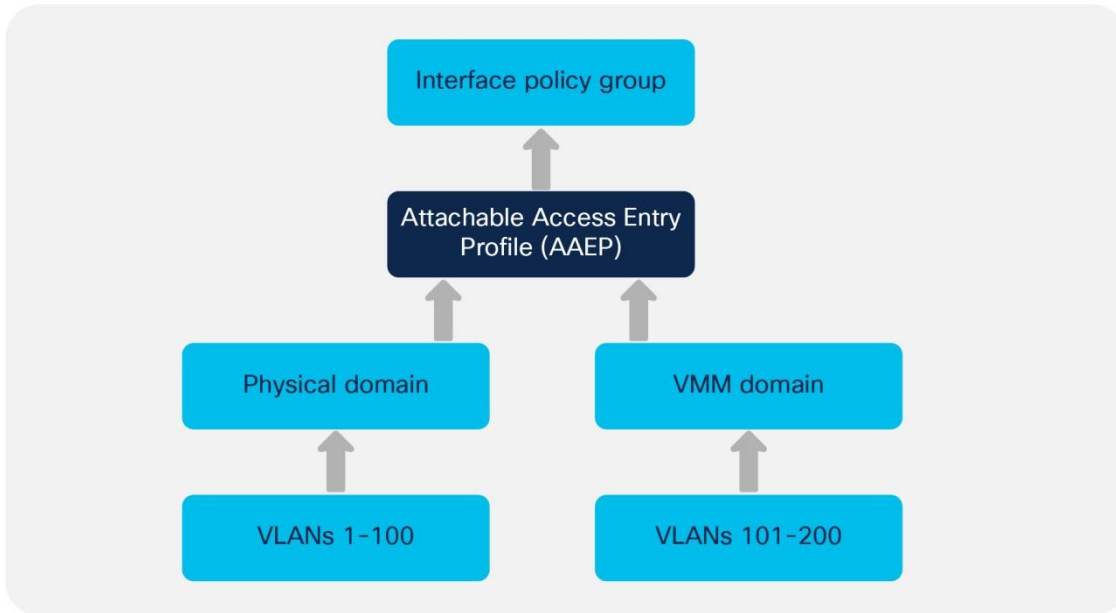 Interface policy group
Attachable Access Entry
Profile (AAEP)
Physical domain
VMM domain
VLANs 1-100
VLANs 101-200